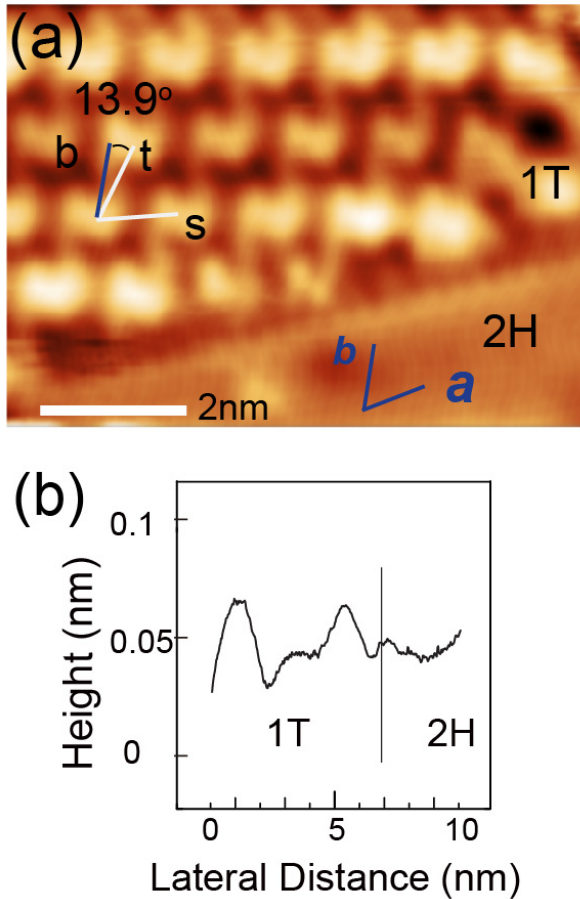 (a)
13.9°
b
t
s
1T
2H
b
a
2nm
(b)
Height (nm)
0.1
0.05
0
1T
2H
0
5
10
Lateral Distance (nm)